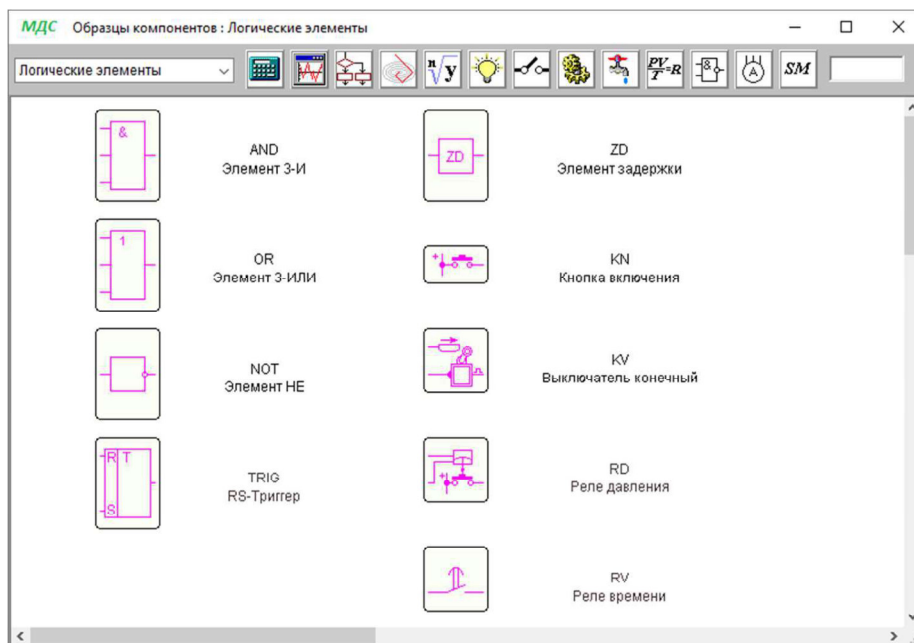 МДС Образцы компонентов : Логические элементы
Логические элементы
n√y
PV/T=R
&
A
SM
&
AND
Элемент 3-И
ZD
ZD
Элемент задержки
1
OR
Элемент 3-ИЛИ
+
KN
Кнопка включения
NOT
Элемент НЕ
KV
Выключатель конечный
R T
S
TRIG
RS-Триггер
+
RD
Реле давления
RV
Реле времени